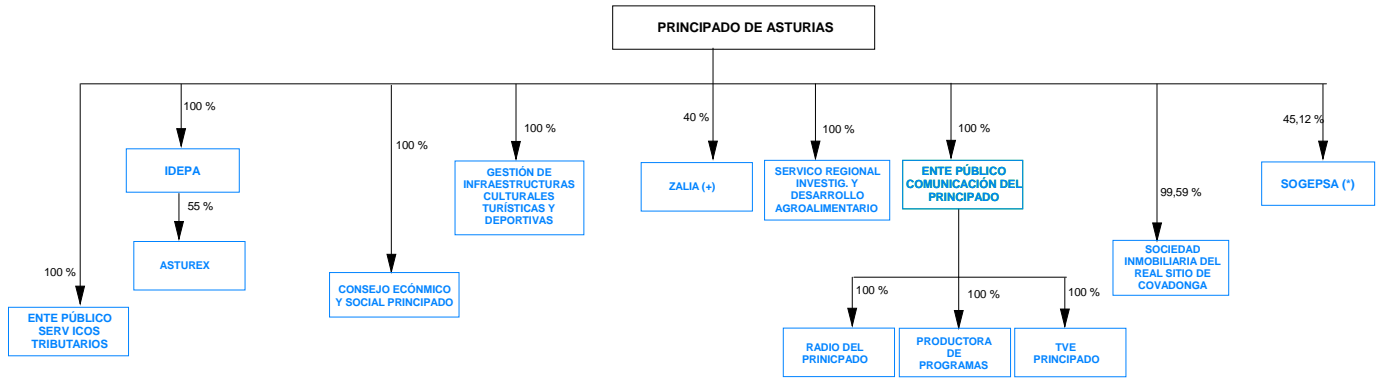 PRINCIPADO DE ASTURIAS
100 %
100 %
100 %
100 %
40 %
100 %
100 %
99,59 %
45,12 %
IDEPA
55 %
ASTUREX
ENTE PÚBLICO
SERV ICOS
TRIBUTARIOS
CONSEJO ECÓNMICO
Y SOCIAL PRINCIPADO
GESTIÓN DE
INFRAESTRUCTURAS
CULTURALES
TURÍSTICAS Y
DEPORTIVAS
ZALIA (+)
SERVICO REGIONAL
INVESTIG. Y
DESARROLLO
AGROALIMENTARIO
ENTE PÚBLICO
COMUNICACIÓN DEL
PRINCIPADO
SOCIEDAD
INMOBILIARIA DEL
REAL SITIO DE
COVADONGA
SOGEPSA (*)
100 %
100 %
100 %
RADIO DEL
PRINICPADO
PRODUCTORA
DE
PROGRAMAS
TVE
PRINCIPADO